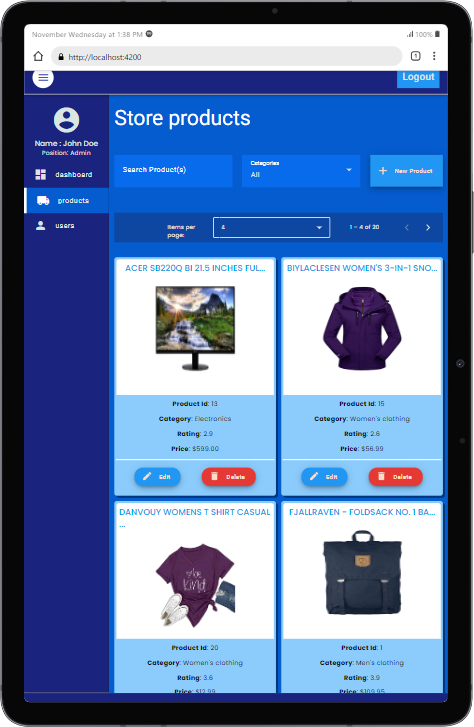 November Wednesday at 1:38 PM
100%
http://localhost:4200
1
Logout
Name : John Doe
Position: Admin
dashboard
products
users
Store products
Search Product(s)
Categories
All
New Product
Items per
page:
4
1 – 4 of 20
ACER SB220Q BI 21.5 INCHES FUL...
Product Id: 13
Category: Electronics
Rating: 2.9
Price: $599.00
Edit
Delete
BIYLACLESEN WOMEN'S 3-IN-1 SNO...
Product Id: 15
Category: Women's clothing
Rating: 2.6
Price: $56.99
Edit
Delete
DANVOUY WOMENS T SHIRT CASUAL
...
be
kind
Product Id: 20
Category: Women's clothing
Rating: 3.6
Price: $12.99
FJALLRAVEN - FOLDSACK NO. 1 BA...
Product Id: 1
Category: Men's clothing
Rating: 3.9
Price: $109.95